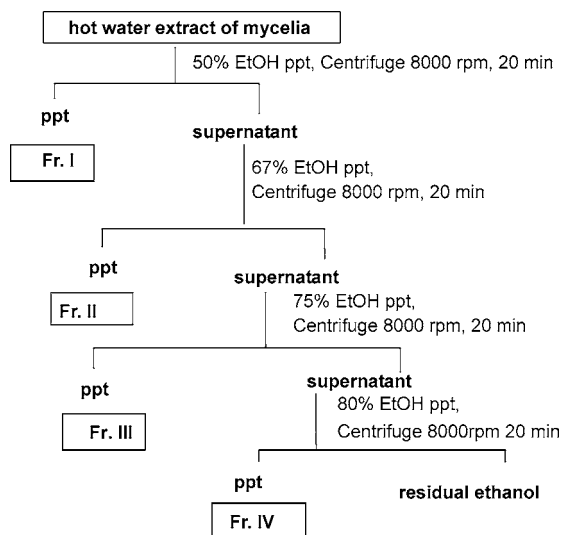 hot water extract of mycelia
50% EtOH ppt, Centrifuge 8000 rpm, 20 min
ppt
supernatant
Fr. I
67% EtOH ppt,
Centrifuge 8000 rpm, 20 min
ppt
supernatant
Fr. II
75% EtOH ppt,
Centrifuge 8000 rpm, 20 min
ppt
supernatant
Fr. III
80% EtOH ppt,
Centrifuge 8000rpm 20 min
ppt
residual ethanol
Fr. IV